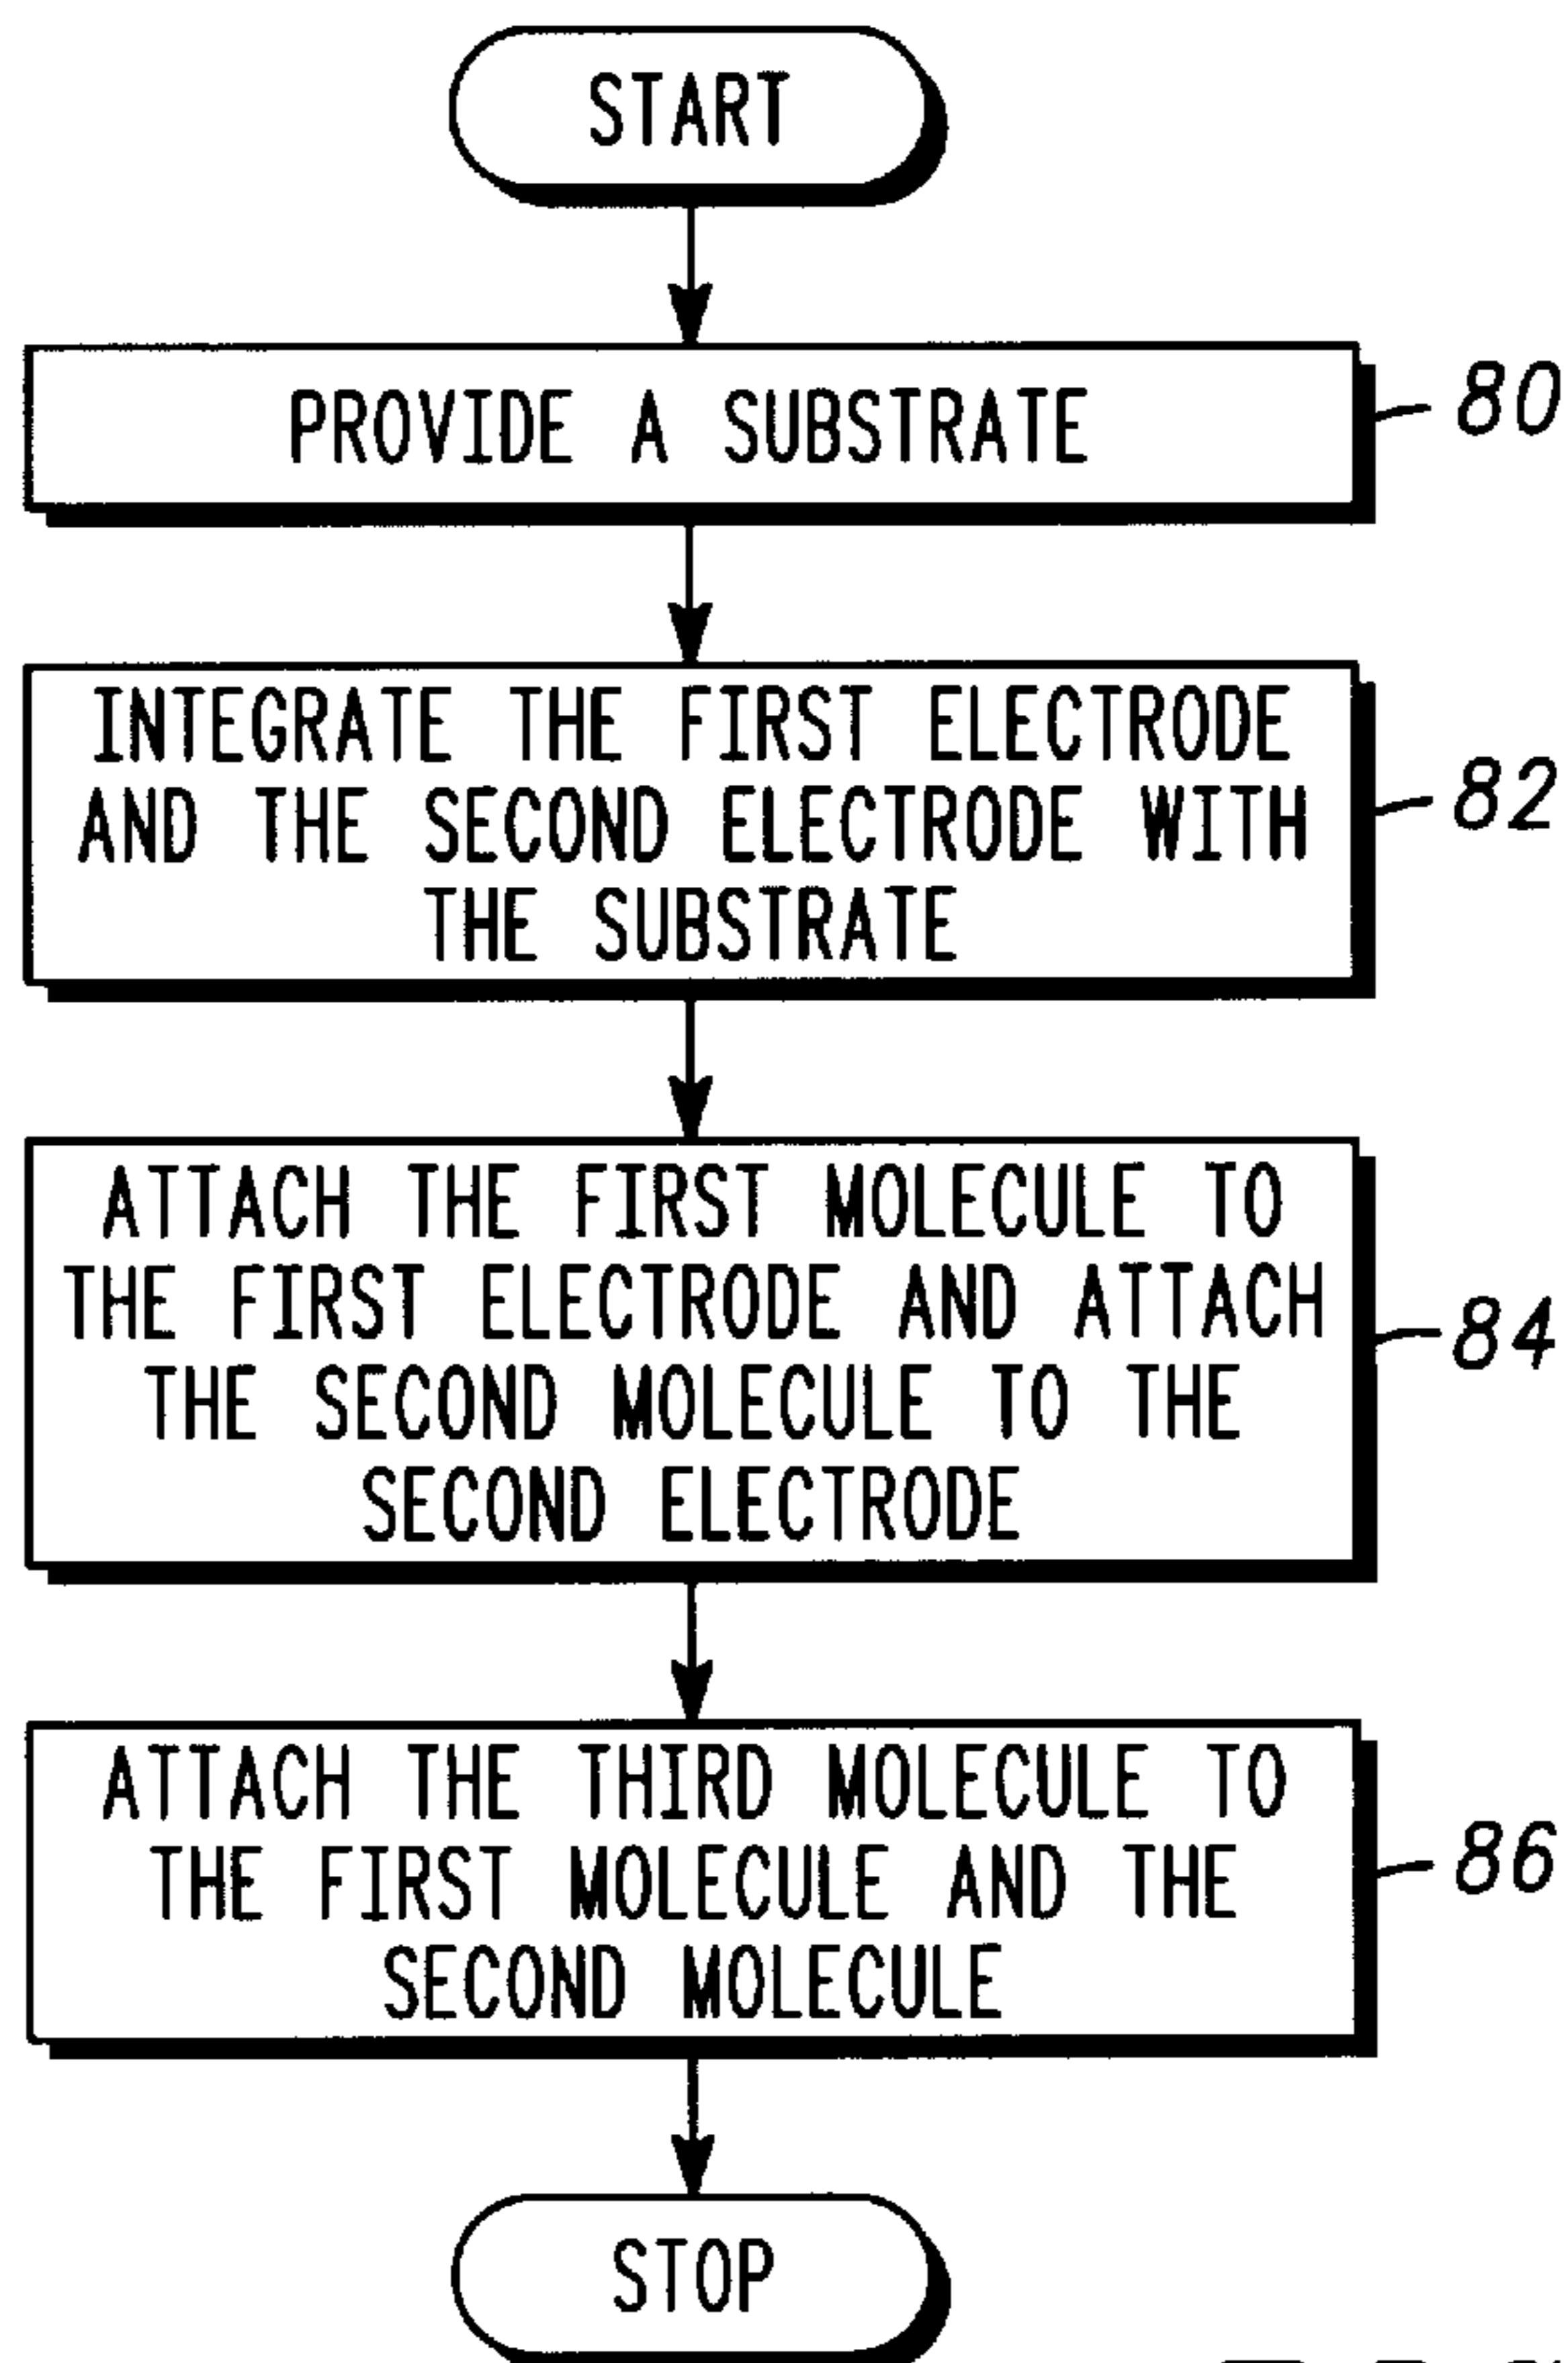 START
PROVIDE A SUBSTRATE
80
INTEGRATE THE FIRST ELECTRODE
AND THE SECOND ELECTRODE WITH
THE SUBSTRATE
82
ATTACH THE FIRST MOLECULE TO
THE FIRST ELECTRODE AND ATTACH
THE SECOND MOLECULE TO THE
SECOND ELECTRODE
84
ATTACH THE THIRD MOLECULE TO
THE FIRST MOLECULE AND THE
SECOND MOLECULE
86
STOP